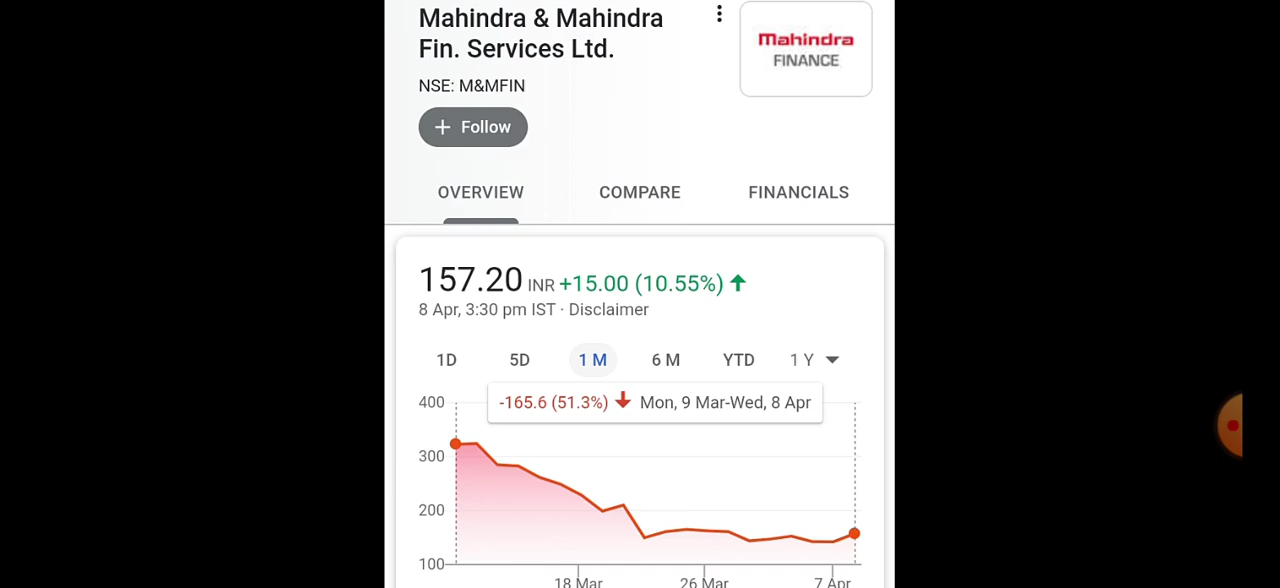 Mahindra & Mahindra
Fin. Services Ltd.
mahindra
FINANCE
NSE: M&MFIN
+ Follow
OVERVIEW COMPARE FINANCIALS
157.20 INR +15.00 (10.55%) ↑
8 Apr, 3:30 pm IST · Disclaimer
1D 5D 1 M 6 M YTD 1 Y
-165.6 (51.3%) ↓ Mon, 9 Mar-Wed, 8 Apr
400
300
200
100
18 Mar 26 Mar 7 Apr